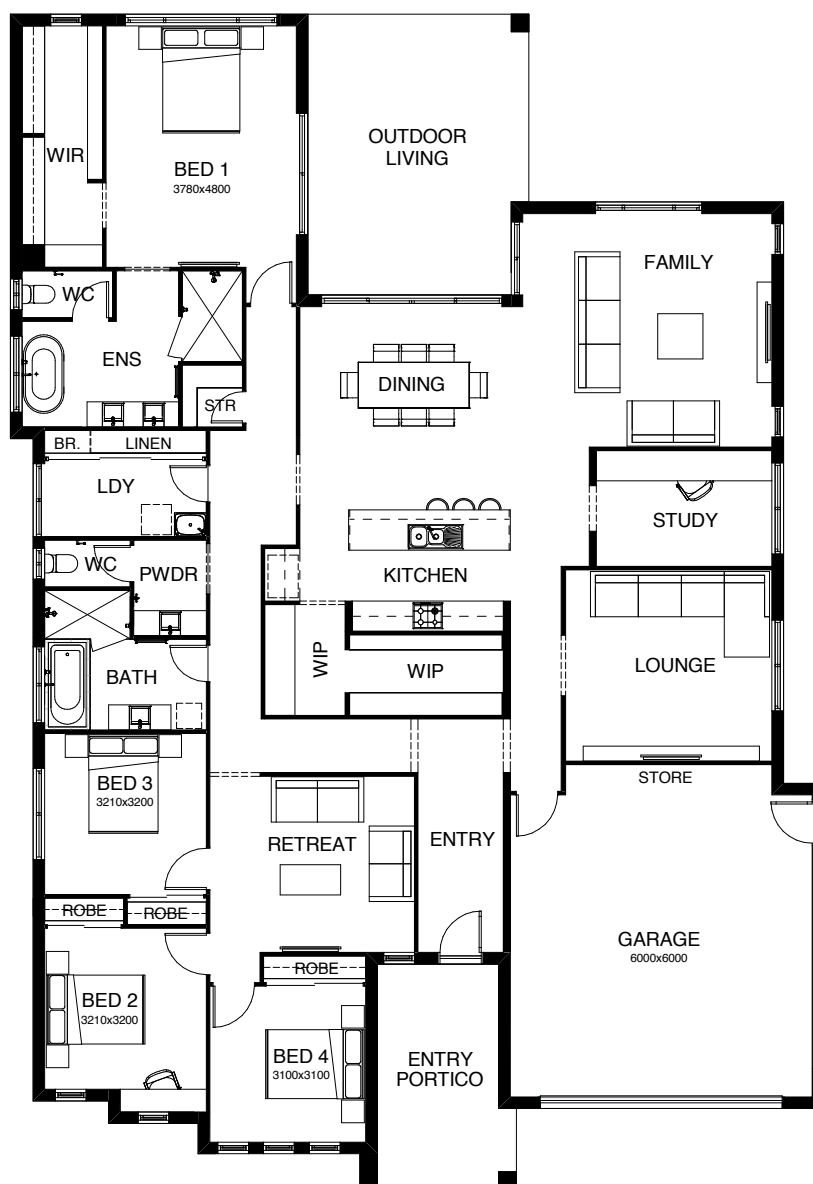 OUTDOOR
LIVING
WIR
BED 1
3780x4800
FAMILY
WC
ENS
DINING
STR
BR.
LINEN
LDY
STUDY
WC
PWDR
KITCHEN
WIP
WIP
LOUNGE
BATH
BED 3
3210x3200
STORE
RETREAT
ENTRY
ROBE
ROBE
GARAGE
6000x6000
ROBE
BED 2
3210x3200
BED 4
3100x3100
ENTRY
PORTICO